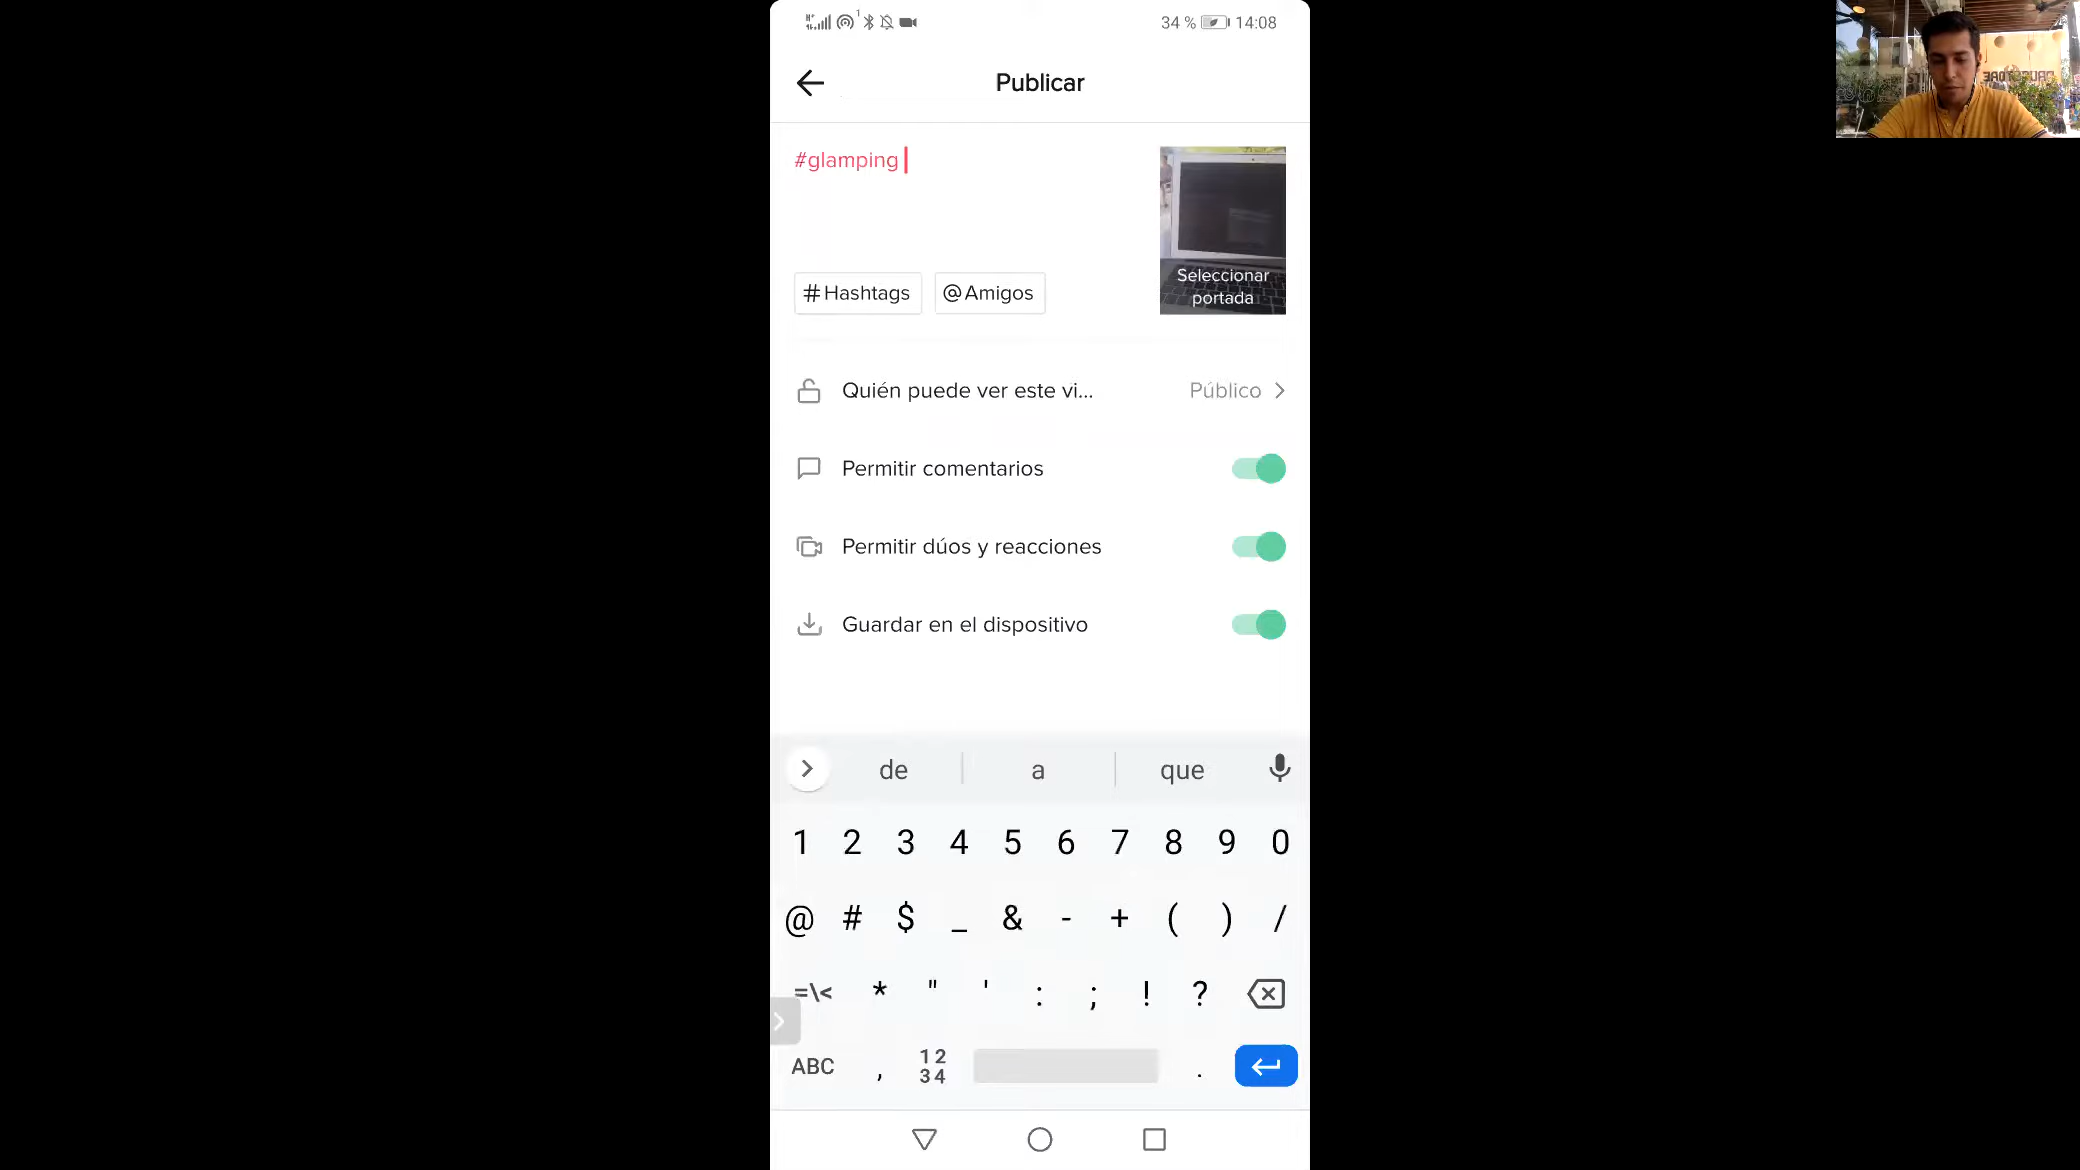 34 % 14:08
Publicar
#glamping
Seleccionar
portada
#Hashtags @Amigos
Quién puede ver este vi... Público
Permitir comentarios
Permitir dúos y reacciones
Guardar en el dispositivo
de a que
1 2 3 4 5 6 7 8 9 0
@ # $ _ & - + ( ) /
=\< * " ' : ; ! ?
ABC , 12 34 .